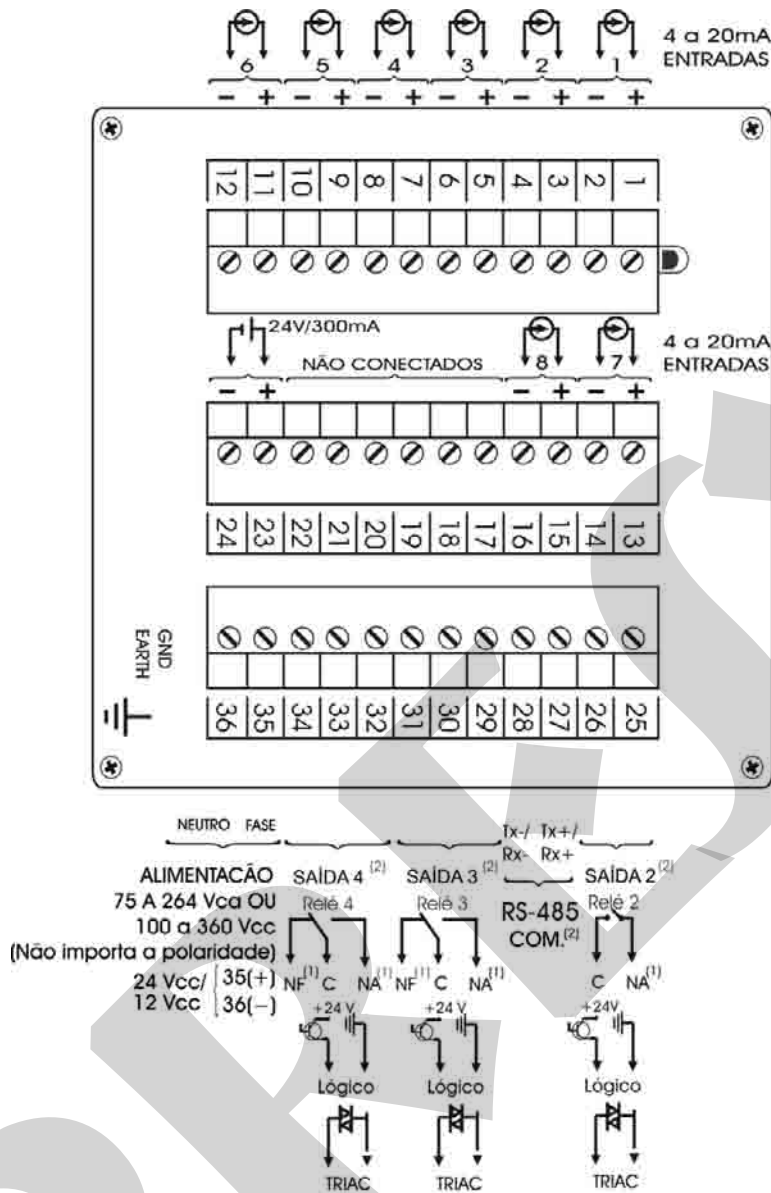 4 a 20mA
ENTRADAS
6 5 4 3 2 1
− + − + − + − + − + − +
12 11 10 9 8 7 6 5 4 3 2 1
24V/300mA
4 a 20mA
ENTRADAS
NÃO CONECTADOS
8 7
− + − + − +
24 23 22 21 20 19 18 17 16 15 14 13
GND
EARTH
36 35 34 33 32 31 30 29 28 27 26 25
NEUTRO FASE
Tx-/ Tx+/
Rx- Rx+
ALIMENTACÃO
75 A 264 Vca OU
100 a 360 Vcc
(Não importa a polaridade)
24 Vcc/ 35(+)
12 Vcc 36(−)
SAÍDA 4 (2)
Relé 4
NF(1) C NA(1)
+24 V
Lógico
TRIAC
SAÍDA 3 (2)
Relé 3
NF(1) C NA(1)
+24 V
Lógico
TRIAC
RS-485
COM.(2)
SAÍDA 2 (2)
Relé 2
C NA(1)
+24V
Lógico
TRIAC